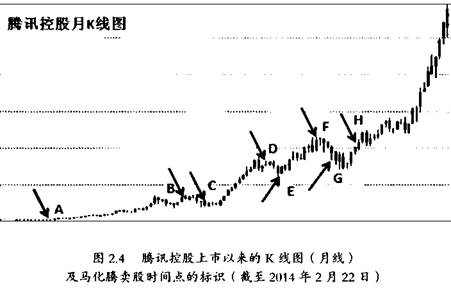 腾讯控股月K线图
A
B
C
D
E
F
G
H
图 2.4 腾讯控股上市以来的 K 线图（月线）
及马化腾卖股时间点的标识（截至 2014 年 2 月 22 日）